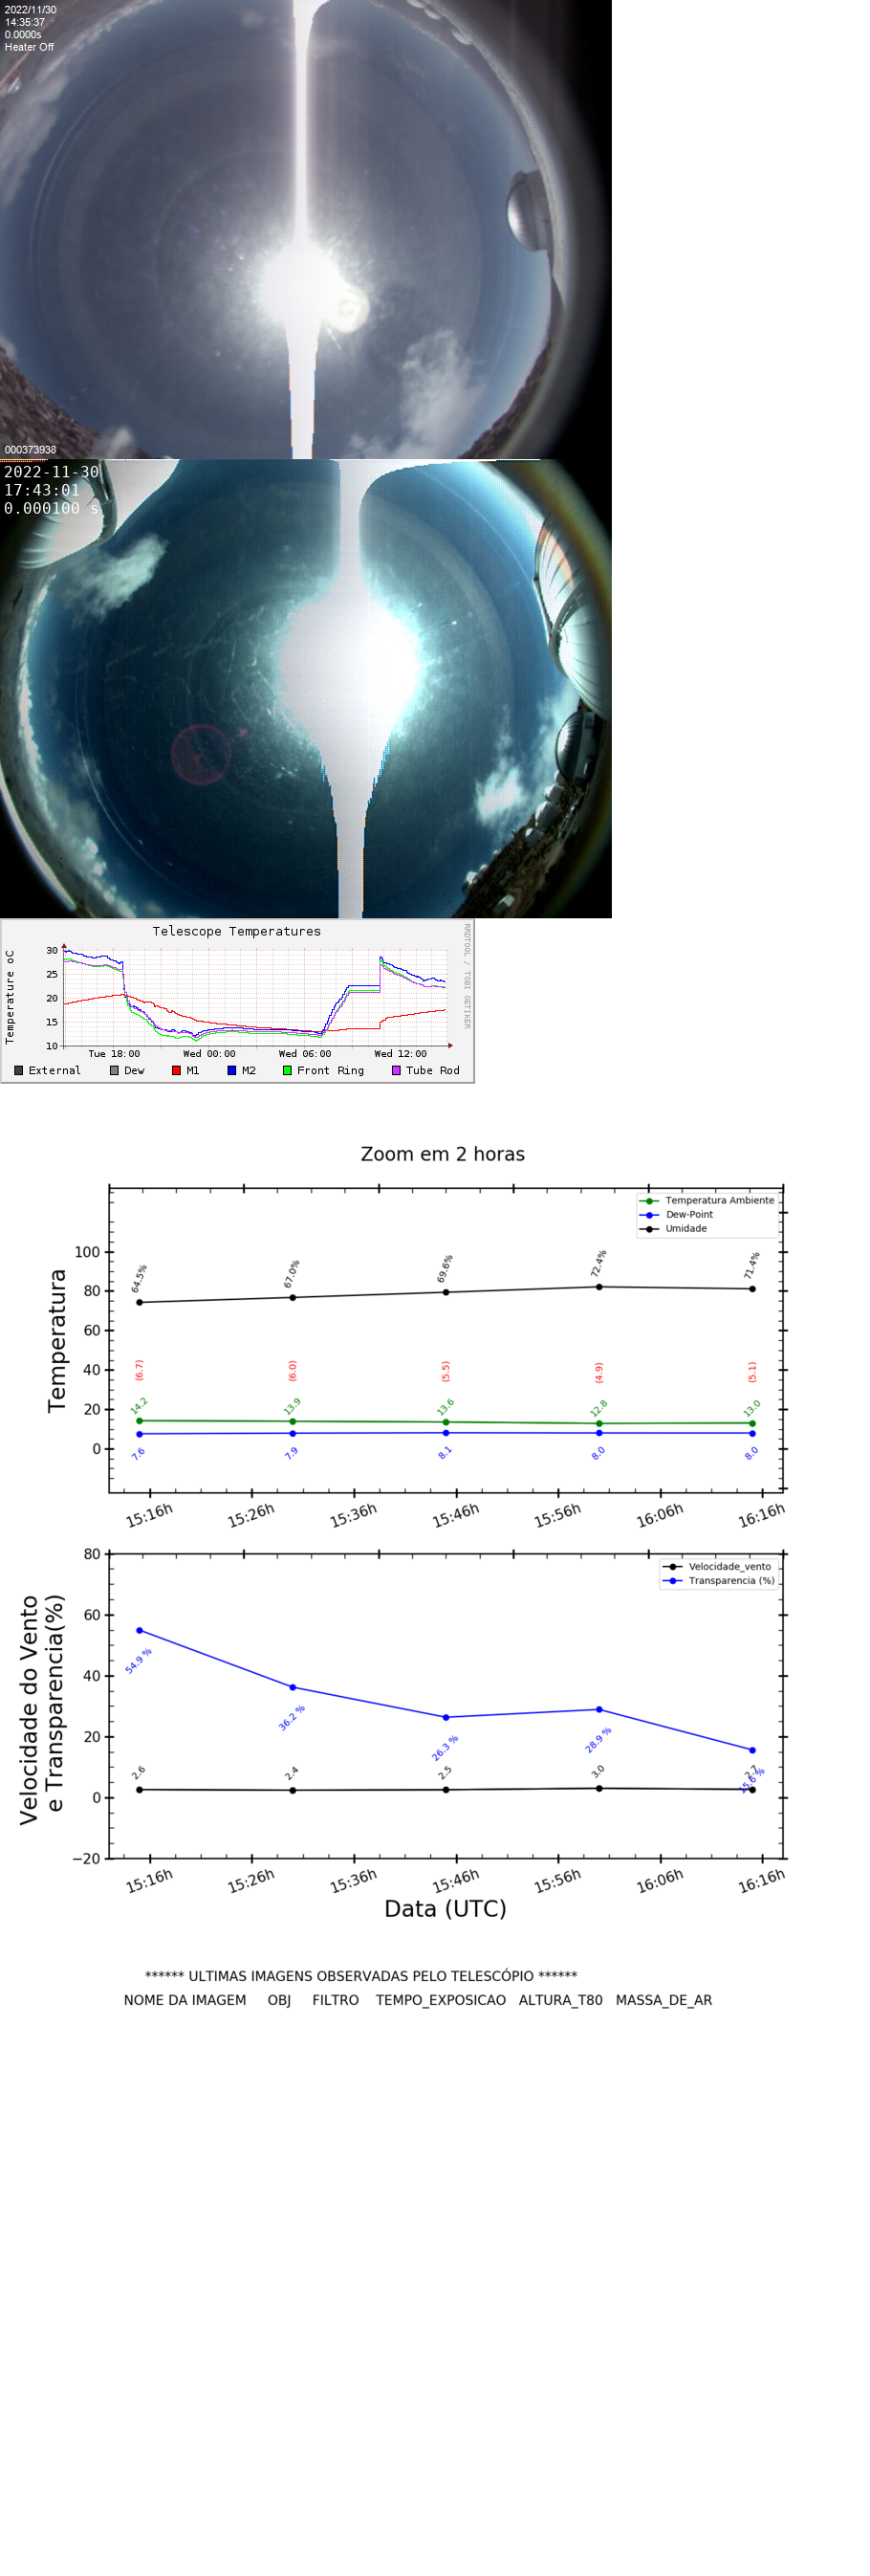 2022/11/30
14:35:37
0.0000s
Heater Off
000373938
2022-11-30
17:43:01
0.000100 s
Telescope Temperatures
RRDTOOL / TOBI OETIKER
Temperature oC
30
25
20
15
10
Tue 18:00 Wed 00:00 Wed 06:00 Wed 12:00
External Dew M1 M2 Front Ring Tube Rod
Zoom em 2 horas
Temperatura Ambiente
Dew-Point
Umidade
Temperatura
100
80
60
40
20
0
64.5% 67.0% 69.6% 72.4% 71.4%
(6.7) (6.0) (5.5) (4.9) (5.1)
14.2 13.9 13.6 12.8 13.0
7.6 7.9 8.1 8.0 8.0
15:16h 15:26h 15:36h 15:46h 15:56h 16:06h 16:16h
Velocidade_vento
Transparencia (%)
Velocidade do Vento
e Transparencia(%)
80
60
40
20
0
−20
54.9 % 36.2 % 26.3 % 28.9 % 15.6 %
2.6 2.4 2.5 3.0 2.7
15:16h 15:26h 15:36h 15:46h 15:56h 16:06h 16:16h
Data (UTC)
****** ULTIMAS IMAGENS OBSERVADAS PELO TELESCÓPIO ******
NOME DA IMAGEM OBJ FILTRO TEMPO_EXPOSICAO ALTURA_T80 MASSA_DE_AR